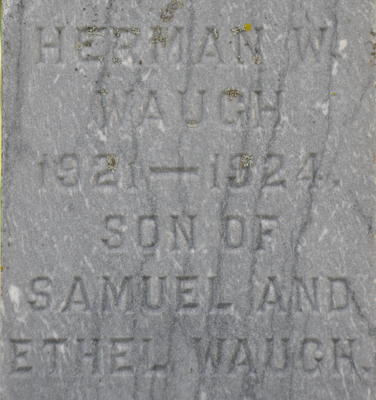 HERMAN W.
WAUGH
1921—1924.
SON OF
SAMUEL AND
ETHEL WAUGH.